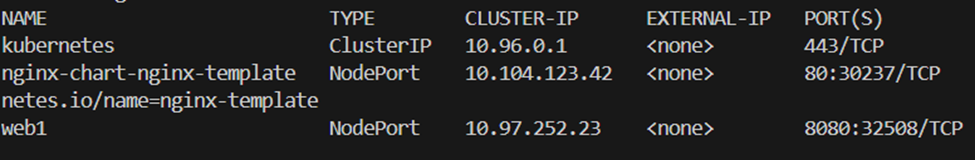 NAME TYPE CLUSTER-IP EXTERNAL-IP PORT(S)
kubernetes ClusterIP 10.96.0.1 <none> 443/TCP
nginx-chart-nginx-template NodePort 10.104.123.42 <none> 80:30237/TCP
netes.io/name=nginx-template
web1 NodePort 10.97.252.23 <none> 8080:32508/TCP